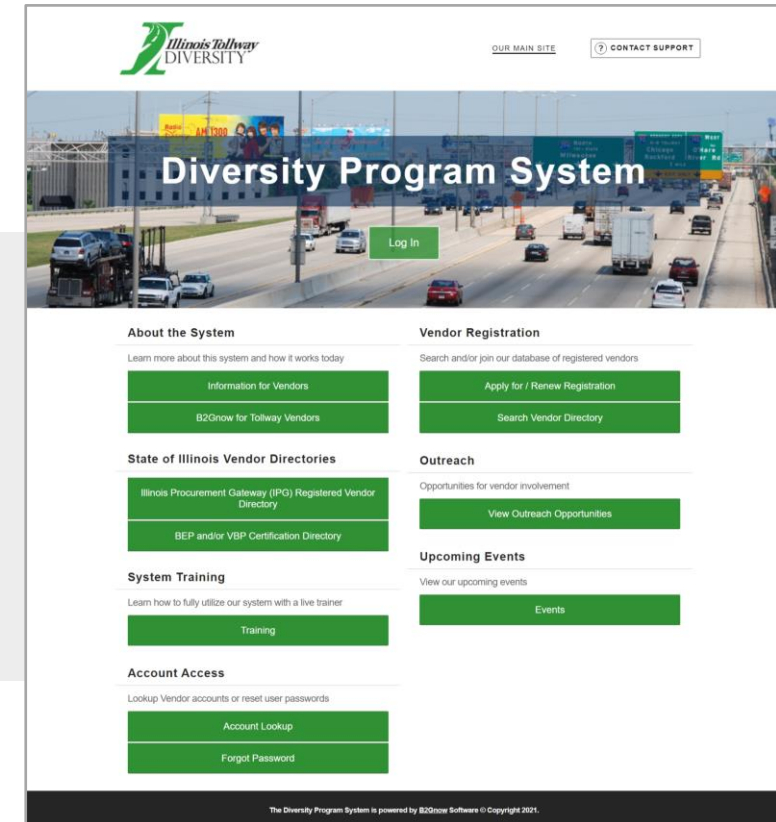 Illinois Tollway
DIVERSITY
OUR MAIN SITE
? CONTACT SUPPORT
AM 1300
Diversity Program System
Log In
About the System
Learn more about this system and how it works today
Information for Vendors
B2Gnow for Tollway Vendors
State of Illinois Vendor Directories
Illinois Procurement Gateway (IPG) Registered Vendor
Directory
BEP and/or VBP Certification Directory
System Training
Learn how to fully utilize our system with a live trainer
Training
Account Access
Lookup Vendor accounts or reset user passwords
Account Lookup
Forgot Password
Vendor Registration
Search and/or join our database of registered vendors
Apply for / Renew Registration
Search Vendor Directory
Outreach
Opportunities for vendor involvement
View Outreach Opportunities
Upcoming Events
View our upcoming events
Events
The Diversity Program System is powered by B2Gnow Software © Copyright 2021.